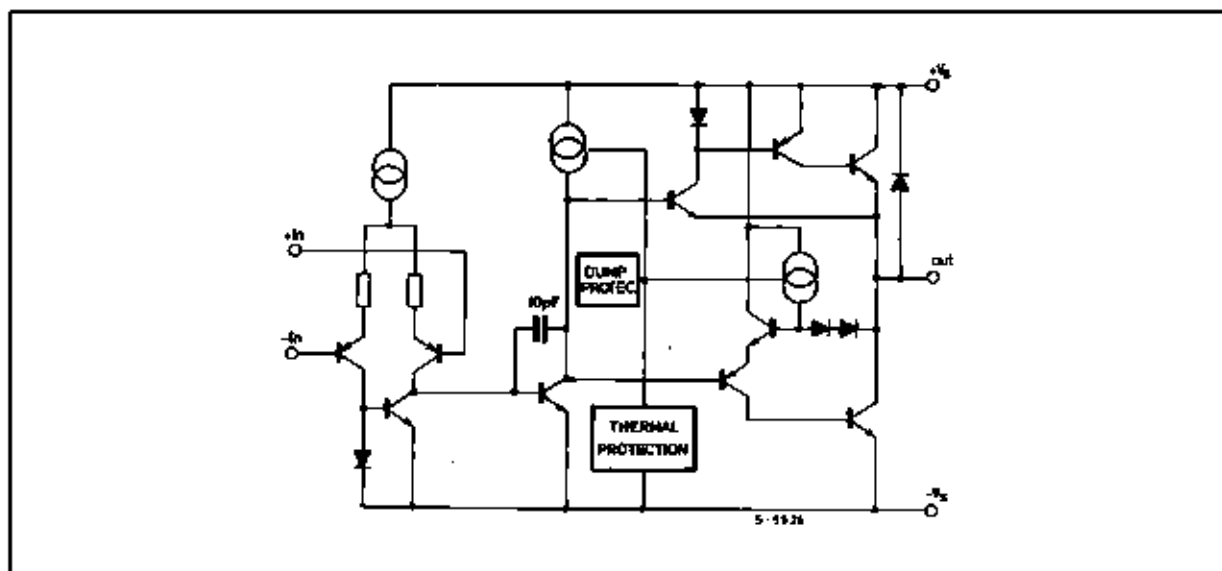 +Vs
+In
out
DUMP
PROTEC.
10pF
-In
THERMAL
PROTECTION
-Vs